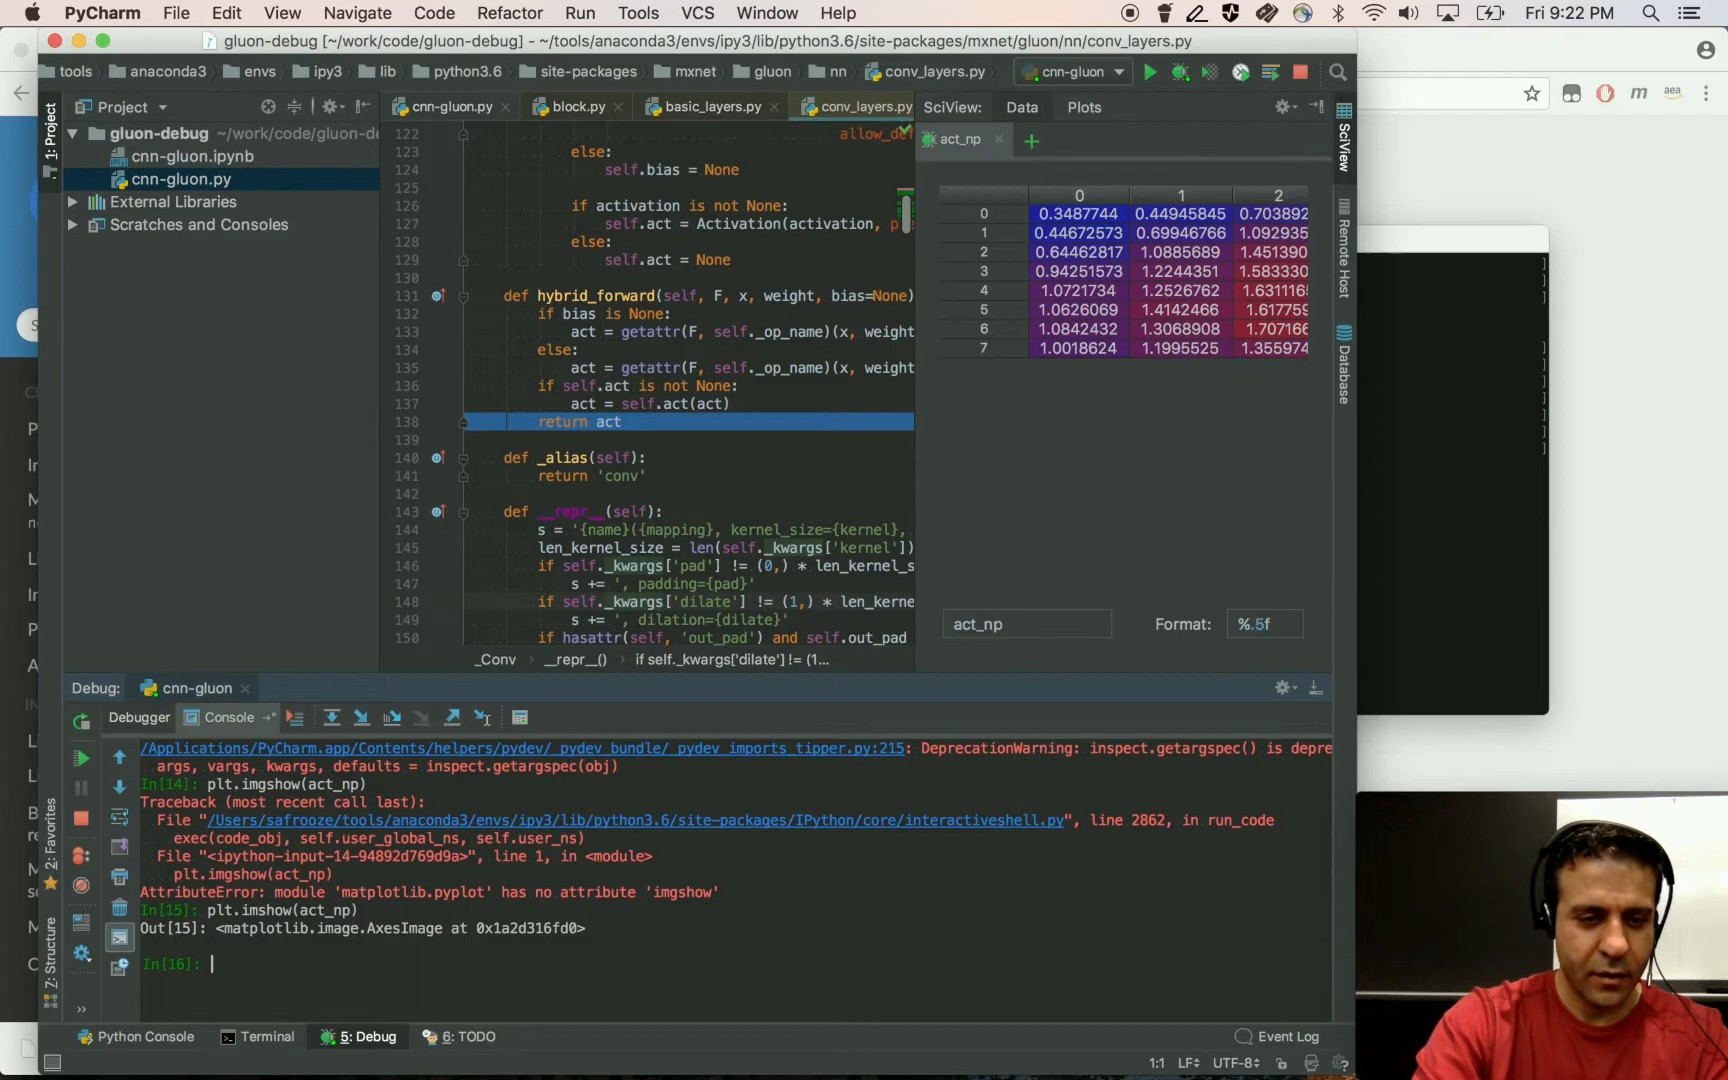 PyCharm File Edit View Navigate Code Refactor Run Tools VCS Window Help Fri 9:22 PM
gluon-debug [~/work/code/gluon-debug] - ~/tools/anaconda3/envs/ipy3/lib/python3.6/site-packages/mxnet/gluon/nn/conv_layers.py
tools anaconda3 envs ipy3 lib python3.6 site-packages mxnet gluon nn conv_layers.py cnn-gluon
Project cnn-gluon.py block.py basic_layers.py conv_layers.py SciView: Data Plots
1: Project
gluon-debug ~/work/code/gluon-de
cnn-gluon.ipynb
cnn-gluon.py
External Libraries
Scratches and Consoles
122 allow_def
123 else:
124 self.bias = None
125
126 if activation is not None:
127 self.act = Activation(activation, p
128 else:
129 self.act = None
130
131 def hybrid_forward(self, F, x, weight, bias=None)
132 if bias is None:
133 act = getattr(F, self._op_name)(x, weight
134 else:
135 act = getattr(F, self._op_name)(x, weight
136 if self.act is not None:
137 act = self.act(act)
138 return act
139
140 def _alias(self):
141 return 'conv'
142
143 def __repr__(self):
144 s = '{name}({mapping}, kernel_size={kernel},
145 len_kernel_size = len(self._kwargs['kernel'])
146 if self._kwargs['pad'] != (0,) * len_kernel_s
147 s += ', padding={pad}'
148 if self._kwargs['dilate'] != (1,) * len_kerne
149 s += ', dilation={dilate}'
150 if hasattr(self, 'out_pad') and self.out_pad
_Conv __repr__() if self._kwargs['dilate'] != (1...
act_np
0 1 2
0 0.3487744 0.44945845 0.703892
1 0.44672573 0.69946766 1.092935
2 0.64462817 1.0885689 1.451390
3 0.94251573 1.2244351 1.583330
4 1.0721734 1.2526762 1.6311165
5 1.0626069 1.4142466 1.617759
6 1.0842432 1.3068908 1.707166
7 1.0018624 1.1995525 1.355974
act_np Format: %.5f
SciView
Remote Host
Database
m aea
Debug: cnn-gluon
Debugger Console
/Applications/PyCharm.app/Contents/helpers/pydev/_pydev_bundle/_pydev_imports_tipper.py:215: DeprecationWarning: inspect.getargspec() is depre
args, vargs, kwargs, defaults = inspect.getargspec(obj)
In[14]: plt.imgshow(act_np)
Traceback (most recent call last):
File "/Users/safrooze/tools/anaconda3/envs/ipy3/lib/python3.6/site-packages/IPython/core/interactiveshell.py", line 2862, in run_code
exec(code_obj, self.user_global_ns, self.user_ns)
File "<ipython-input-14-94892d769d9a>", line 1, in <module>
plt.imgshow(act_np)
AttributeError: module 'matplotlib.pyplot' has no attribute 'imgshow'
In[15]: plt.imshow(act_np)
Out[15]: <matplotlib.image.AxesImage at 0x1a2d316fd0>
In[16]:
2: Favorites
Z: Structure
Python Console Terminal 5: Debug 6: TODO Event Log
1:1 LF UTF-8